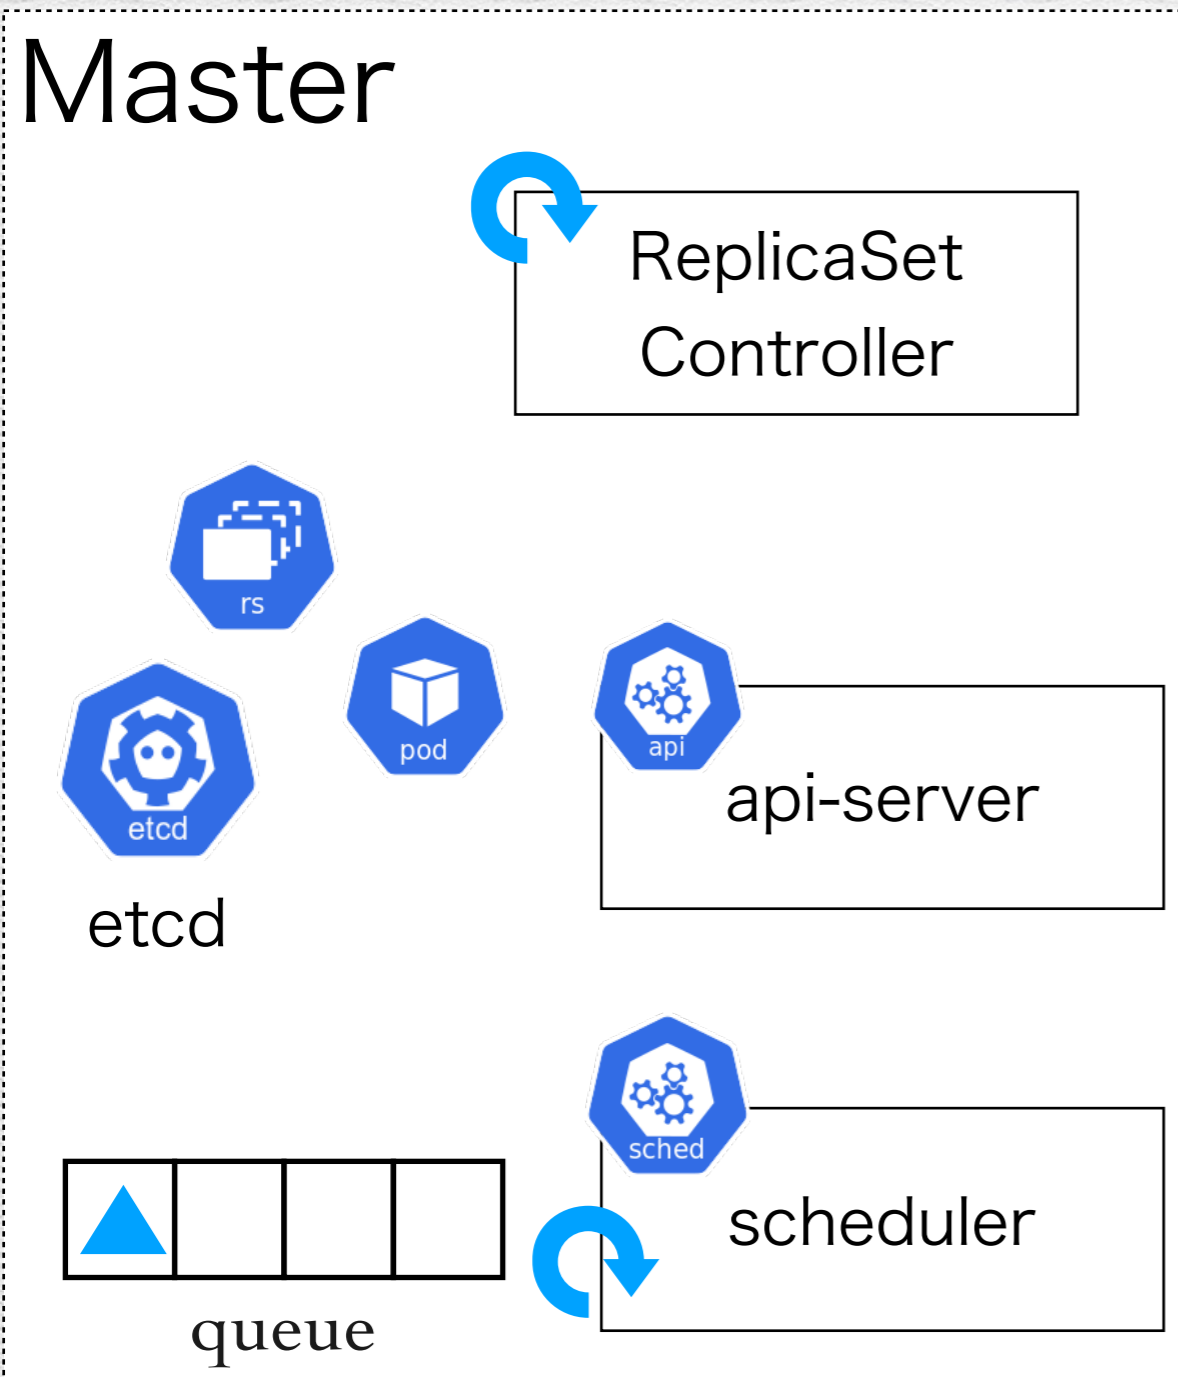 Master
ReplicaSet
Controller
rs
pod
api
api-server
etcd
etcd
sched
scheduler
queue